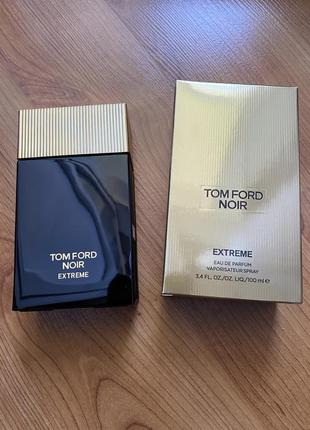 TOM FORD
NOIR
EXTREME
TOM FORD
NOIR
EXTREME
EAU DE PARFUM
VAPORISATEUR SPRAY
3.4 FL. OZ./OZ. LIQ./100 ml ℮